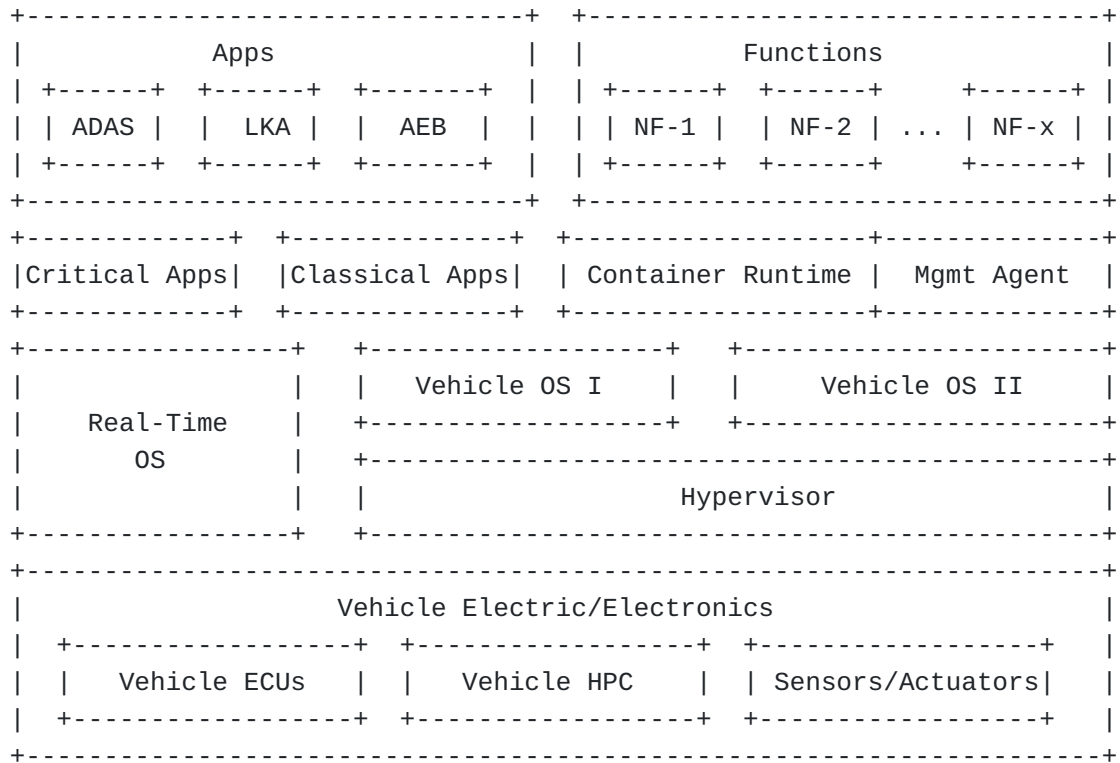 Apps Functions
ADAS LKA AEB NF-1 NF-2 ... NF-x
Critical Apps Classical Apps Container Runtime Mgmt Agent
Vehicle OS I Vehicle OS II
Real-Time
OS
Hypervisor
Vehicle Electric/Electronics
Vehicle ECUs Vehicle HPC Sensors/Actuators